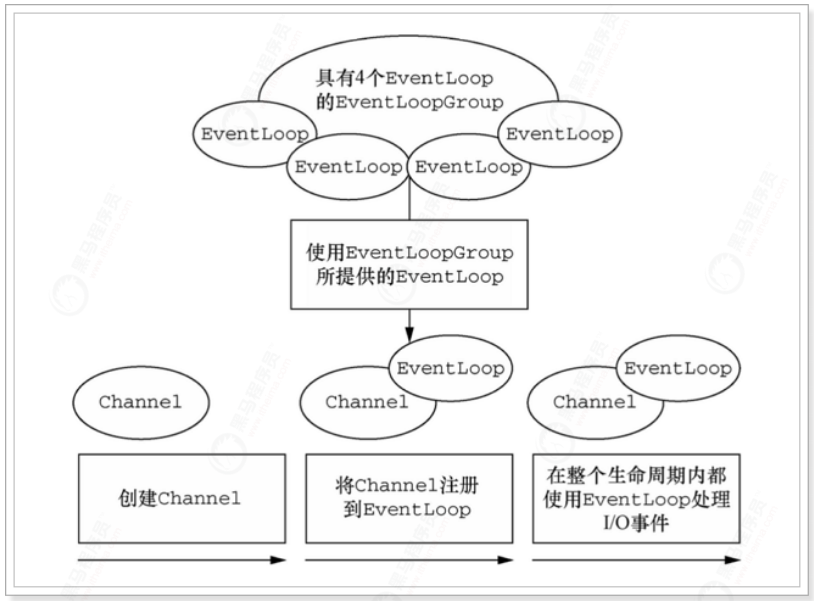 具有4个EventLoop
的EventLoopGroup
EventLoop
EventLoop
EventLoop
EventLoop
使用EventLoopGroup
所提供的EventLoop
Channel
Channel
EventLoop
Channel
EventLoop
创建Channel
将Channel注册
到EventLoop
在整个生命周期内都
使用EventLoop处理
I/O事件
黑马程序员